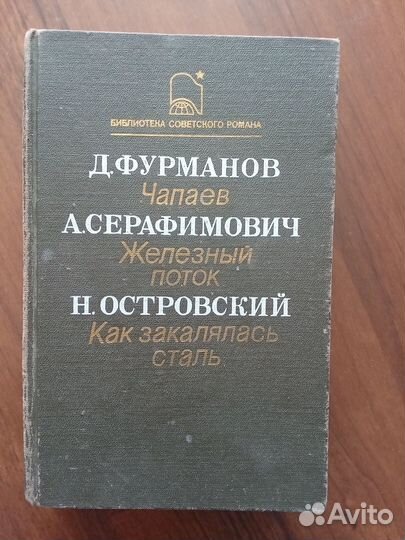 БИБЛИОТЕКА СОВЕТСКОГО РОМАНА
Д.ФУРМАНОВ
Чапаев
А.СЕРАФИМОВИЧ
Железный
поток
Н.ОСТРОВСКИЙ
Как закалялась
сталь
Avito